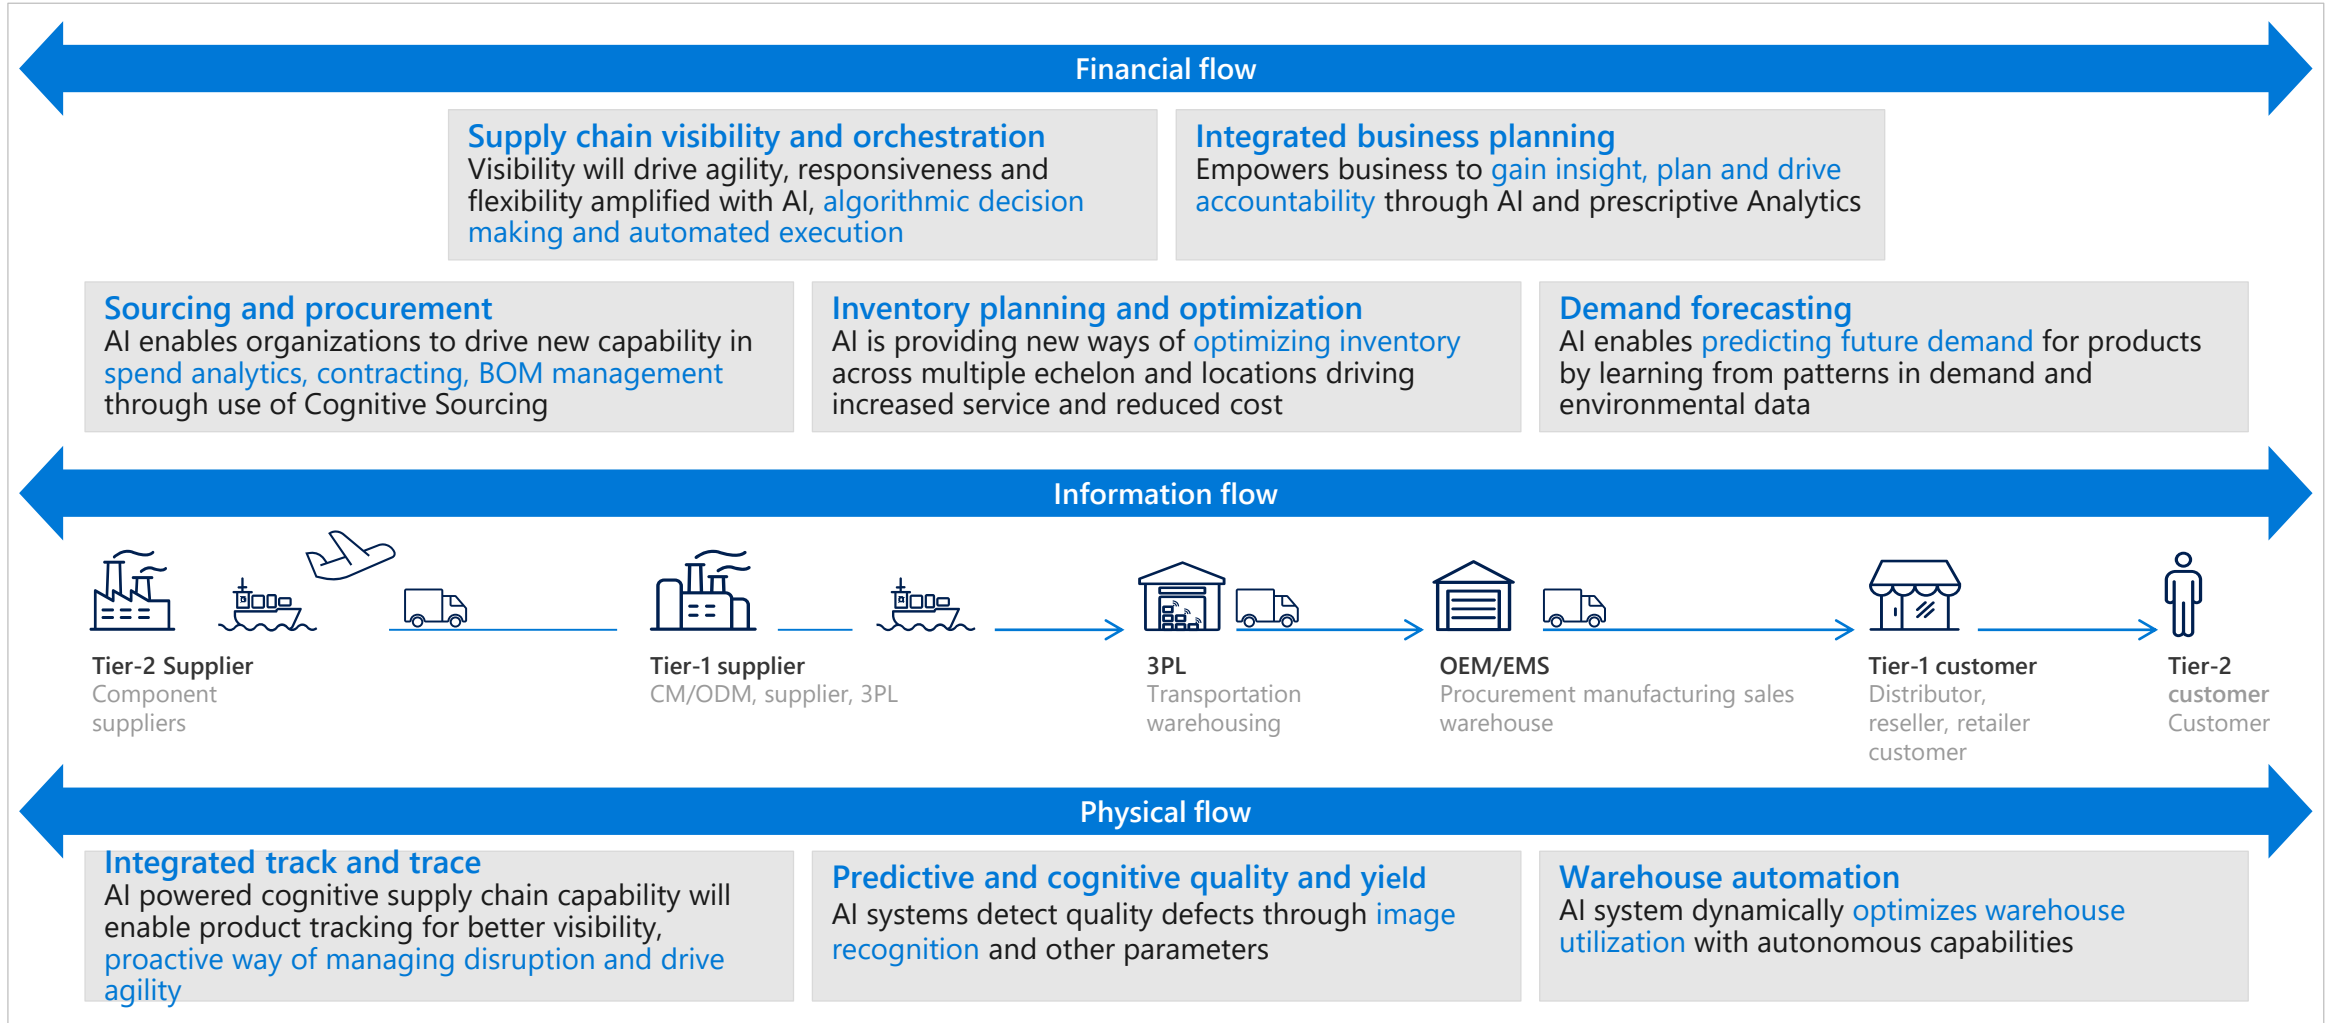 Financial flow
Supply chain visibility and orchestration
Visibility will drive agility, responsiveness and
flexibility amplified with AI, algorithmic decision
making and automated execution
Integrated business planning
Empowers business to gain insight, plan and drive
accountability through AI and prescriptive Analytics
Sourcing and procurement
AI enables organizations to drive new capability in
spend analytics, contracting, BOM management
through use of Cognitive Sourcing
Inventory planning and optimization
AI is providing new ways of optimizing inventory
across multiple echelon and locations driving
increased service and reduced cost
Demand forecasting
AI enables predicting future demand for products
by learning from patterns in demand and
environmental data
Information flow
Tier-2 Supplier
Component
suppliers
Tier-1 supplier
CM/ODM, supplier, 3PL
3PL
Transportation
warehousing
OEM/EMS
Procurement manufacturing sales
warehouse
Tier-1 customer
Distributor,
reseller, retailer
customer
Tier-2
customer
Customer
Physical flow
Integrated track and trace
AI powered cognitive supply chain capability will
enable product tracking for better visibility,
proactive way of managing disruption and drive
agility
Predictive and cognitive quality and yield
AI systems detect quality defects through image
recognition and other parameters
Warehouse automation
AI system dynamically optimizes warehouse
utilization with autonomous capabilities